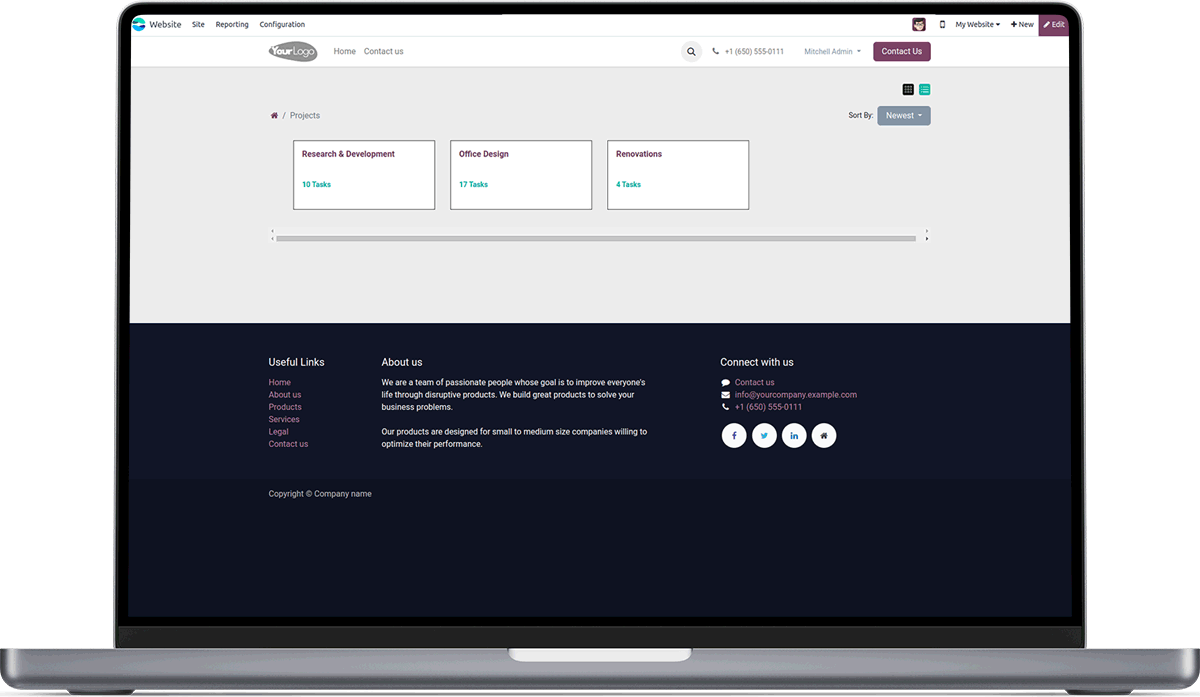 Website Site Reporting Configuration My Website + New Edit
YourLogo Home Contact us +1 (650) 555-0111 Mitchell Admin Contact Us
/ Projects Sort By: Newest
Research & Development Office Design Renovations
10 Tasks 17 Tasks 4 Tasks
Useful Links
Home
About us
Products
Services
Legal
Contact us
About us
We are a team of passionate people whose goal is to improve everyone's
life through disruptive products. We build great products to solve your
business problems.
Our products are designed for small to medium size companies willing to
optimize their performance.
Connect with us
Contact us
info@yourcompany.example.com
+1 (650) 555-0111
Copyright © Company name